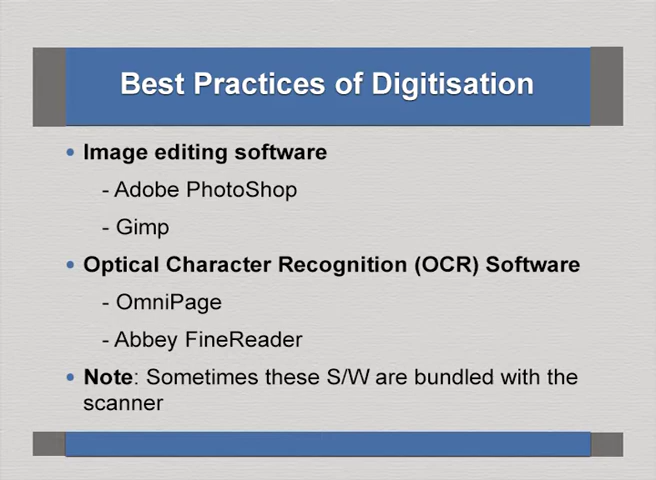 Best Practices of Digitisation
• Image editing software
- Adobe PhotoShop
- Gimp
• Optical Character Recognition (OCR) Software
- OmniPage
- Abbey FineReader
• Note: Sometimes these S/W are bundled with the
scanner